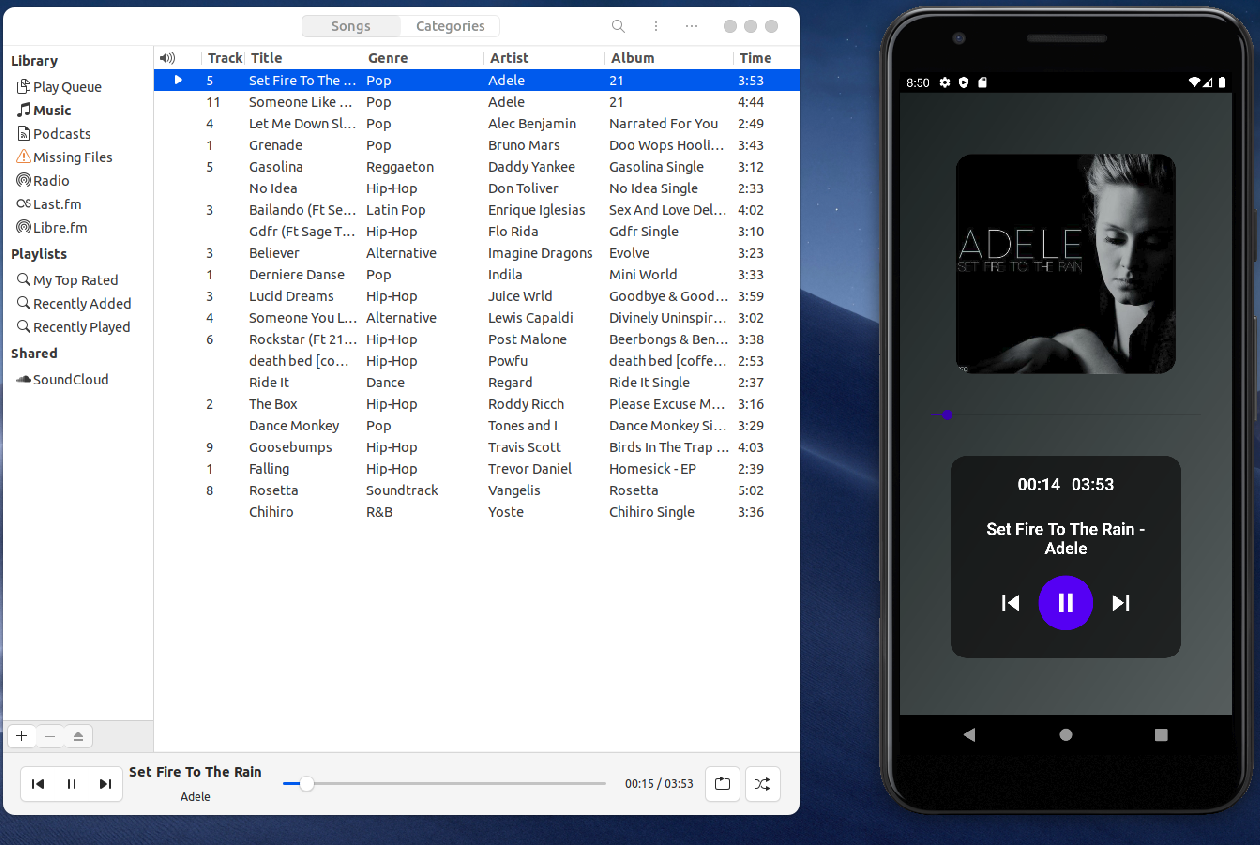 Songs Categories
Library
Play Queue
Music
Podcasts
Missing Files
Radio
Last.fm
Libre.fm
Playlists
My Top Rated
Recently Added
Recently Played
Shared
SoundCloud
Track Title Genre Artist Album Time
5 Set Fire To The ... Pop Adele 21 3:53
11 Someone Like ... Pop Adele 21 4:44
4 Let Me Down Sl... Pop Alec Benjamin Narrated For You 2:49
1 Grenade Pop Bruno Mars Doo Wops Hooli... 3:43
5 Gasolina Reggaeton Daddy Yankee Gasolina Single 3:12
No Idea Hip-Hop Don Toliver No Idea Single 2:33
3 Bailando (Ft Se... Latin Pop Enrique Iglesias Sex And Love Del... 4:02
Gdfr (Ft Sage T... Hip-Hop Flo Rida Gdfr Single 3:10
3 Believer Alternative Imagine Dragons Evolve 3:23
1 Derniere Danse Pop Indila Mini World 3:33
3 Lucid Dreams Hip-Hop Juice Wrld Goodbye & Good... 3:59
4 Someone You L... Alternative Lewis Capaldi Divinely Uninspir... 3:02
6 Rockstar (Ft 21... Hip-Hop Post Malone Beerbongs & Ben... 3:38
death bed [co... Hip-Hop Powfu death bed [coffe... 2:53
Ride It Dance Regard Ride It Single 2:37
2 The Box Hip-Hop Roddy Ricch Please Excuse M... 3:16
Dance Monkey Pop Tones and I Dance Monkey Si... 3:29
9 Goosebumps Hip-Hop Travis Scott Birds In The Trap ... 4:03
1 Falling Hip-Hop Trevor Daniel Homesick - EP 2:39
8 Rosetta Soundtrack Vangelis Rosetta 5:02
Chihiro R&B Yoste Chihiro Single 3:36
Set Fire To The Rain
Adele
00:15 / 03:53
8:50
ADELE
SET FIRE TO THE RAIN
00:14 03:53
Set Fire To The Rain -
Adele